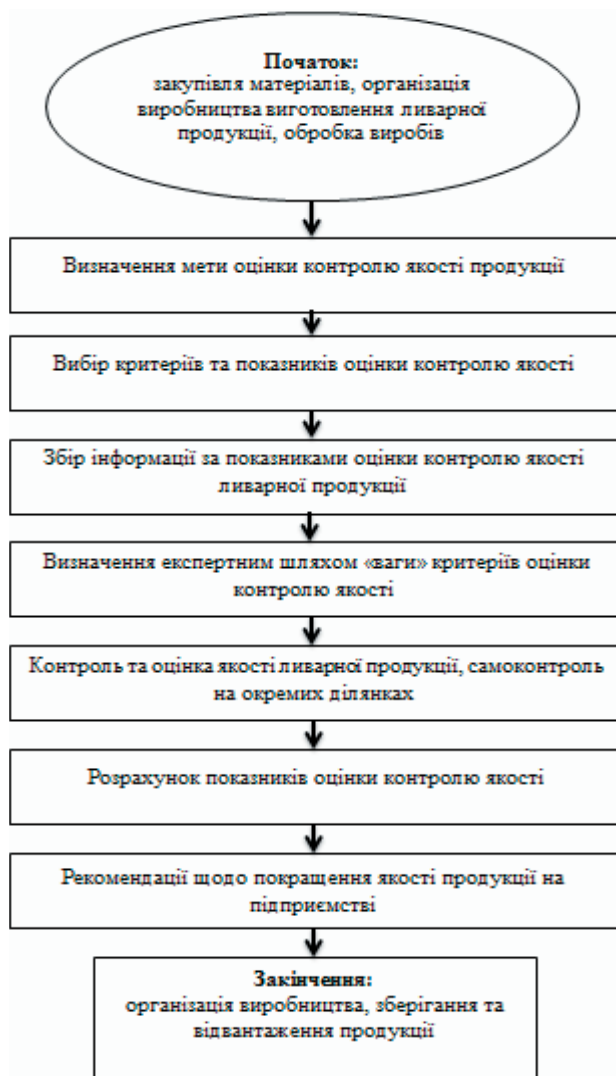 Початок:
закупівля матеріалів, організація
виробництва виготовлення ливарної
продукції, обробка виробів
Визначення мети оцінки контролю якості продукції
Вибір критеріїв та показників оцінки контролю якості
Збір інформації за показниками оцінки контролю якості
ливарної продукції
Визначення експертним шляхом «ваги» критеріїв оцінки
контролю якості
Контроль та оцінка якості ливарної продукції, самоконтроль
на окремих ділянках
Розрахунок показників оцінки контролю якості
Рекомендації щодо покращення якості продукції на
підприємстві
Закінчення:
організація виробництва, зберігання та
відвантаження продукції